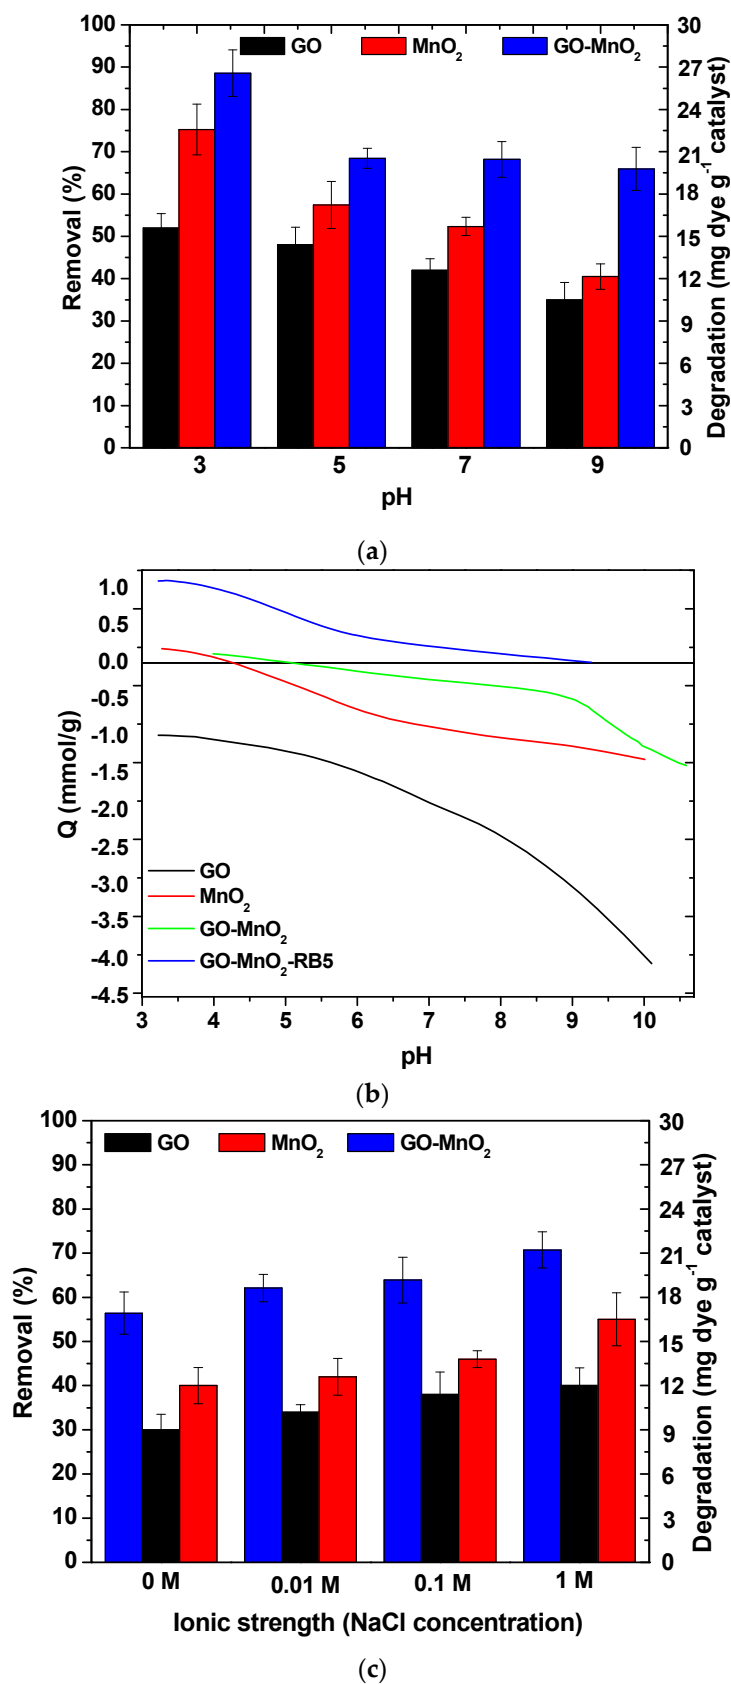 GO MnO₂ GO-MnO₂
Removal (%)
100
90
80
70
60
50
40
30
20
10
0
30
27
24
21
18
15
12
9
6
3
0
Degradation (mg dye g⁻¹ catalyst)
3 5 7 9
pH
(a)
Q (mmol/g)
1.0
0.5
0.0
-0.5
-1.0
-1.5
-2.0
-2.5
-3.0
-3.5
-4.0
-4.5
GO
MnO₂
GO-MnO₂
GO-MnO₂-RB5
3 4 5 6 7 8 9 10
pH
(b)
GO MnO₂ GO-MnO₂
Removal (%)
100
90
80
70
60
50
40
30
20
10
0
30
27
24
21
18
15
12
9
6
3
0
Degradation (mg dye g⁻¹ catalyst)
0 M 0.01 M 0.1 M 1 M
Ionic strength (NaCl concentration)
(c)